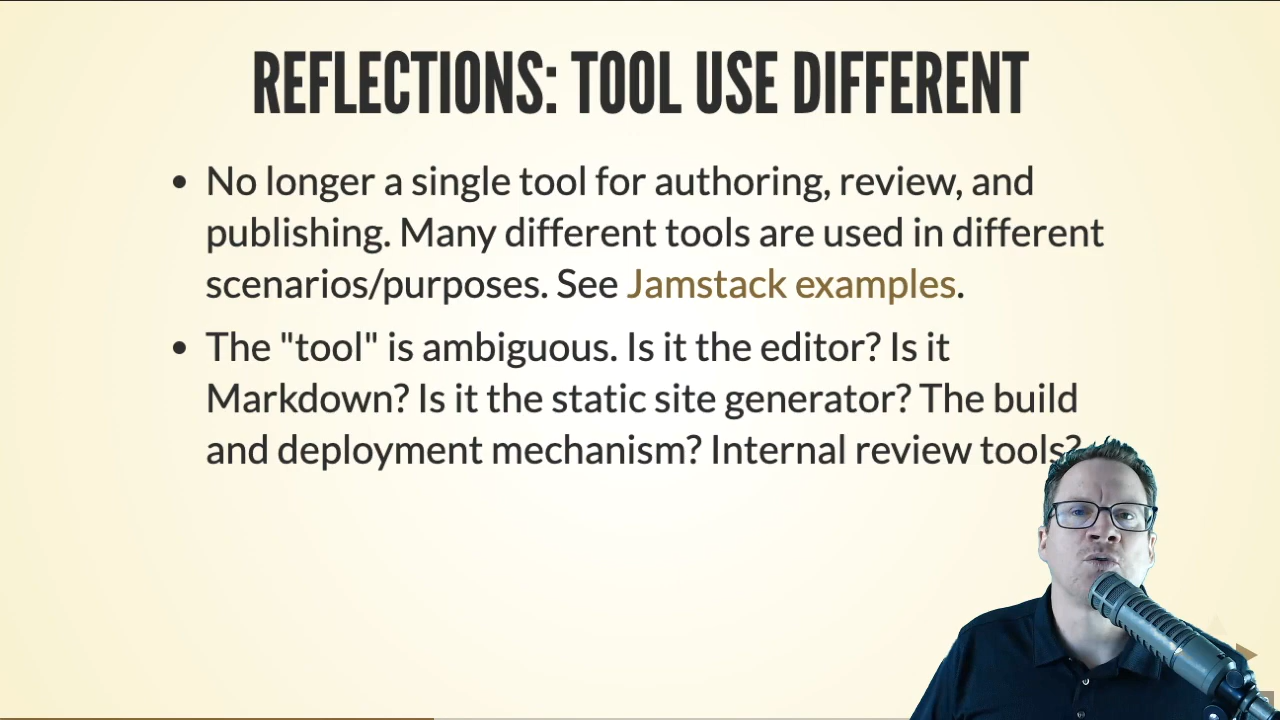 REFLECTIONS: TOOL USE DIFFERENT
• No longer a single tool for authoring, review, and
publishing. Many different tools are used in different
scenarios/purposes. See Jamstack examples.
• The "tool" is ambiguous. Is it the editor? Is it
Markdown? Is it the static site generator? The build
and deployment mechanism? Internal review tools?